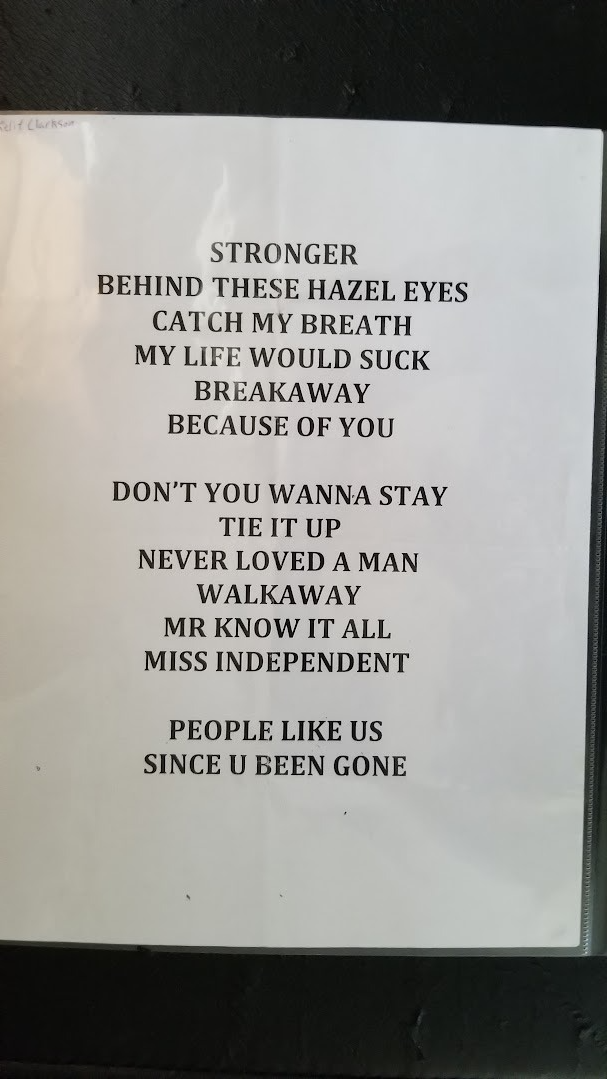 Kelly Clarkson
STRONGER
BEHIND THESE HAZEL EYES
CATCH MY BREATH
MY LIFE WOULD SUCK
BREAKAWAY
BECAUSE OF YOU
DON'T YOU WANNA STAY
TIE IT UP
NEVER LOVED A MAN
WALKAWAY
MR KNOW IT ALL
MISS INDEPENDENT
PEOPLE LIKE US
SINCE U BEEN GONE